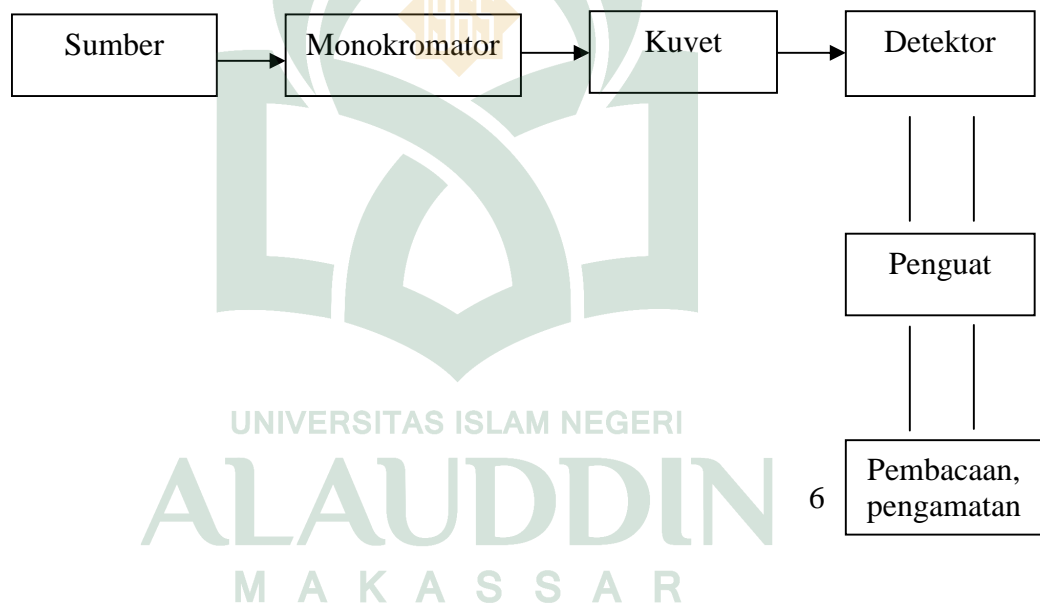 Sumber
Monokromator
Kuvet
Detektor
Penguat
6
Pembacaan,
pengamatan
UNIVERSITAS ISLAM NEGERI
ALAUDDIN
MAKASSAR